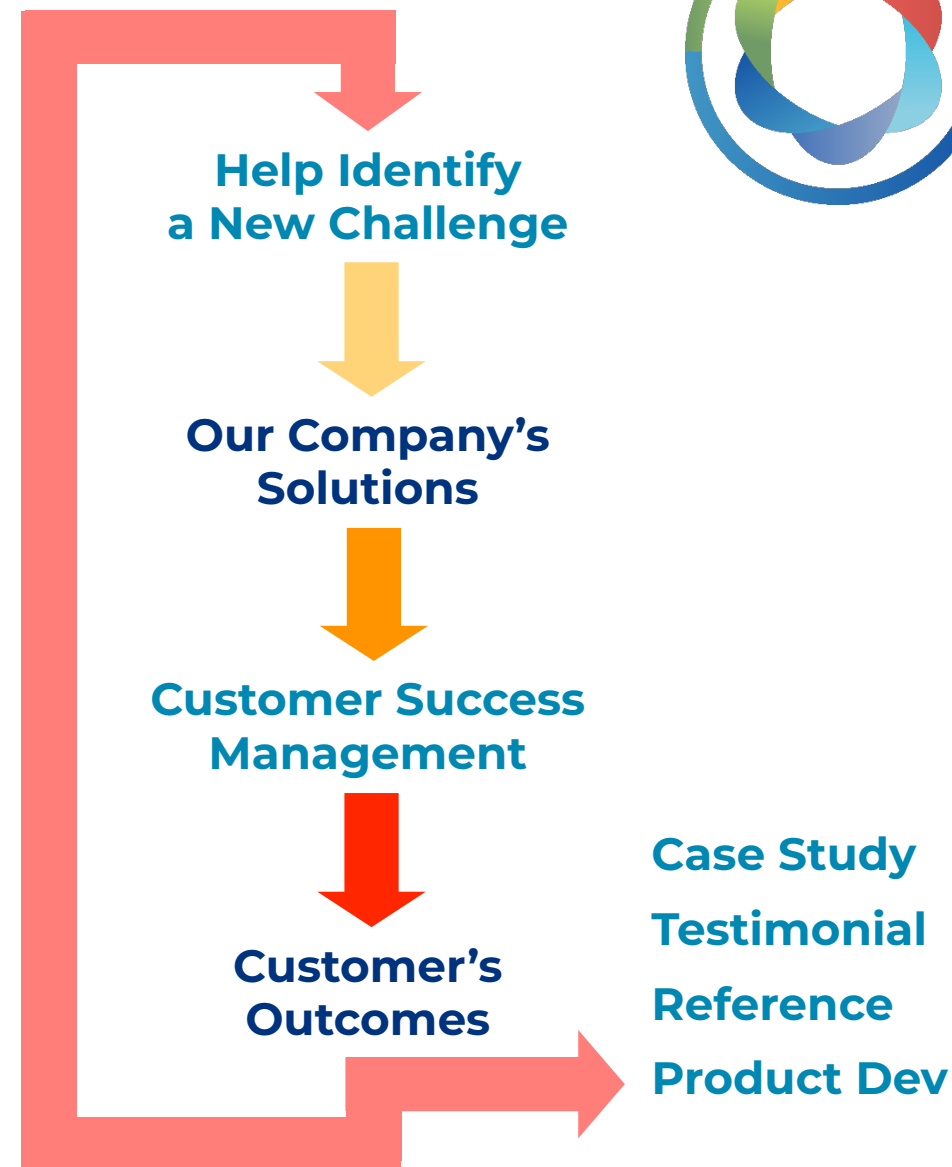 Help Identify
a New Challenge
Our Company’s
Solutions
Customer Success
Management
Customer’s
Outcomes
Case Study
Testimonial
Reference
Product Dev